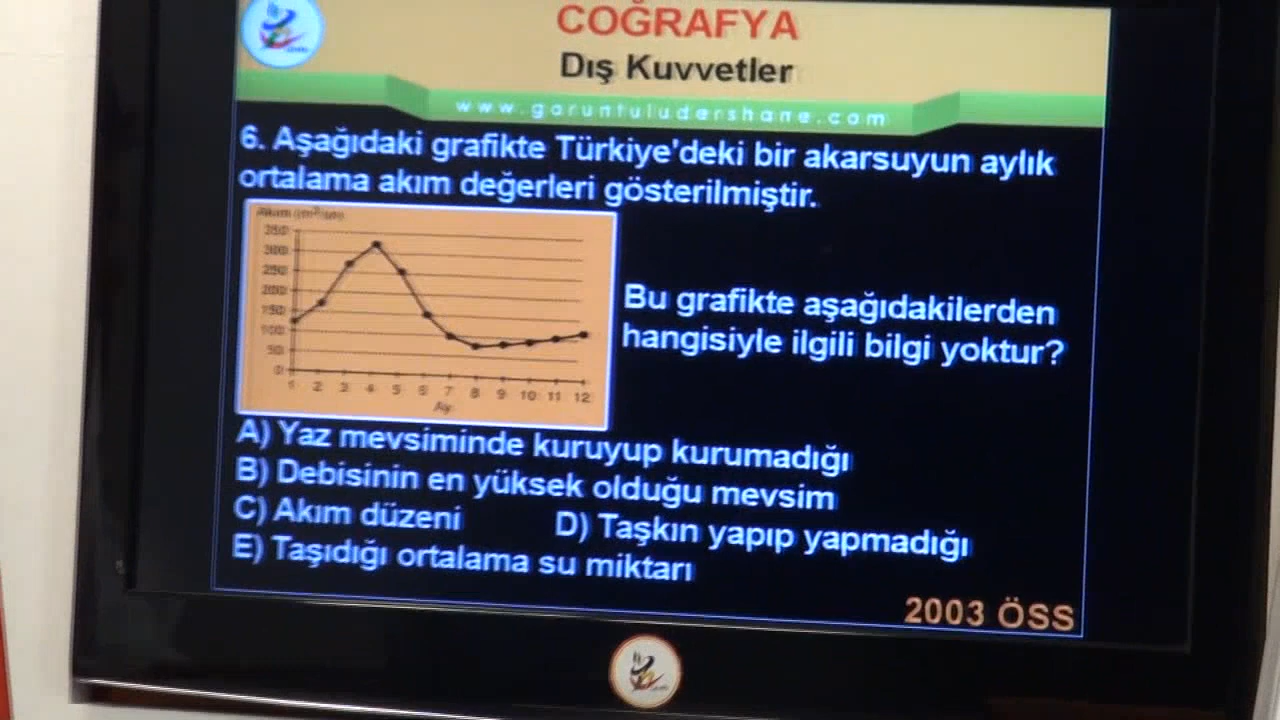 COĞRAFYA
Dış Kuvvetler
www.goruntuludershane.com
6. Aşağıdaki grafikte Türkiye'deki bir akarsuyun aylık
ortalama akım değerleri gösterilmiştir.
Akım (m³/sn)
350
300
250
200
150
100
50
0
1 2 3 4 5 6 7 8 9 10 11 12
Ay
Bu grafikte aşağıdakilerden
hangisiyle ilgili bilgi yoktur?
A) Yaz mevsiminde kuruyup kurumadığı
B) Debisinin en yüksek olduğu mevsim
C) Akım düzeni D) Taşkın yapıp yapmadığı
E) Taşıdığı ortalama su miktarı
2003 ÖSS